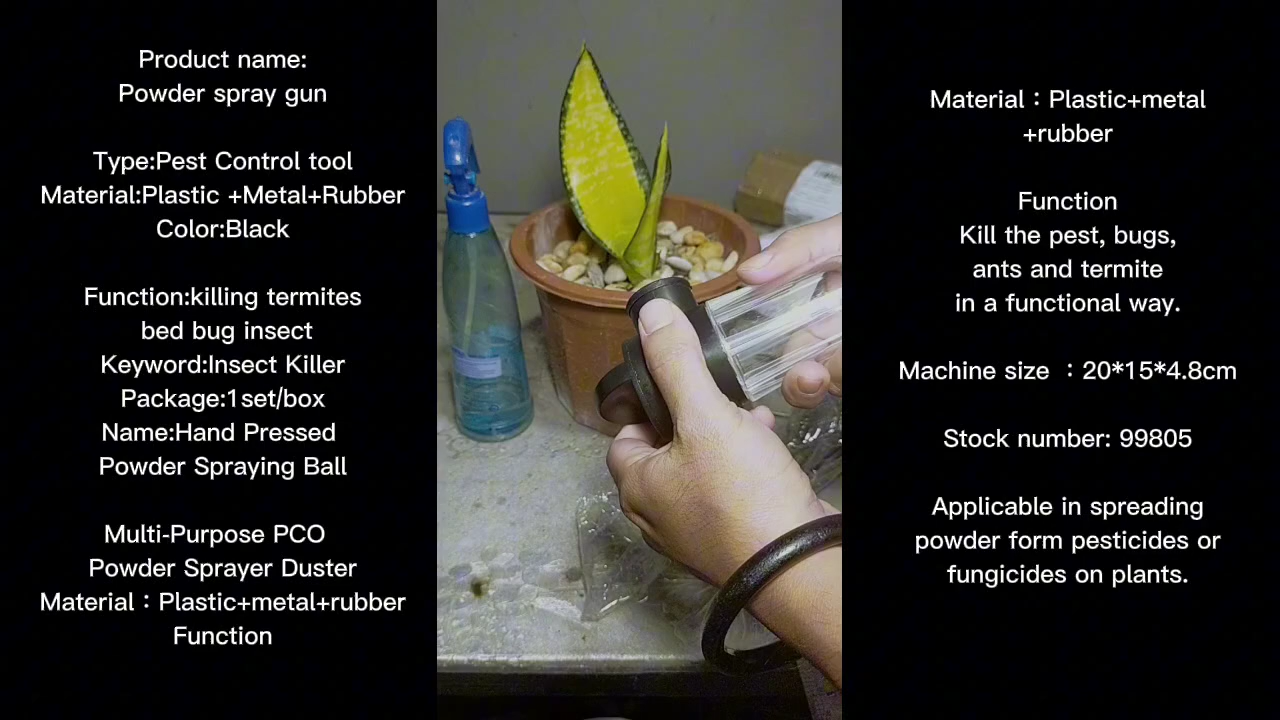 Product name:
Powder spray gun
Type:Pest Control tool
Material:Plastic +Metal+Rubber
Color:Black
Function:killing termites
bed bug insect
Keyword:Insect Killer
Package:1set/box
Name:Hand Pressed
Powder Spraying Ball
Multi-Purpose PCO
Powder Sprayer Duster
Material：Plastic+metal+rubber
Function
Material：Plastic+metal
+rubber
Function
Kill the pest, bugs,
ants and termite
in a functional way.
Machine size ：20*15*4.8cm
Stock number: 99805
Applicable in spreading
powder form pesticides or
fungicides on plants.